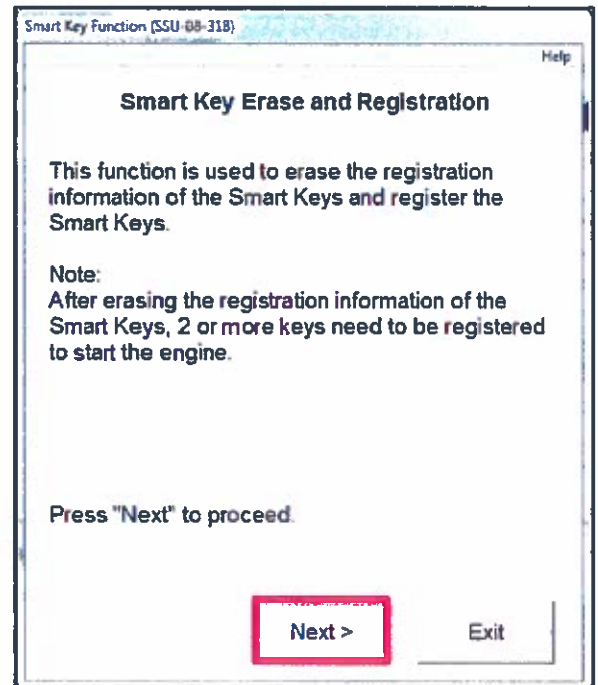 Smart Key Function (SSU-08-318)
Help
Smart Key Erase and Registration
This function is used to erase the registration
information of the Smart Keys and register the
Smart Keys.
Note:
After erasing the registration information of the
Smart Keys, 2 or more keys need to be registered
to start the engine.
Press "Next" to proceed.
Next >
Exit